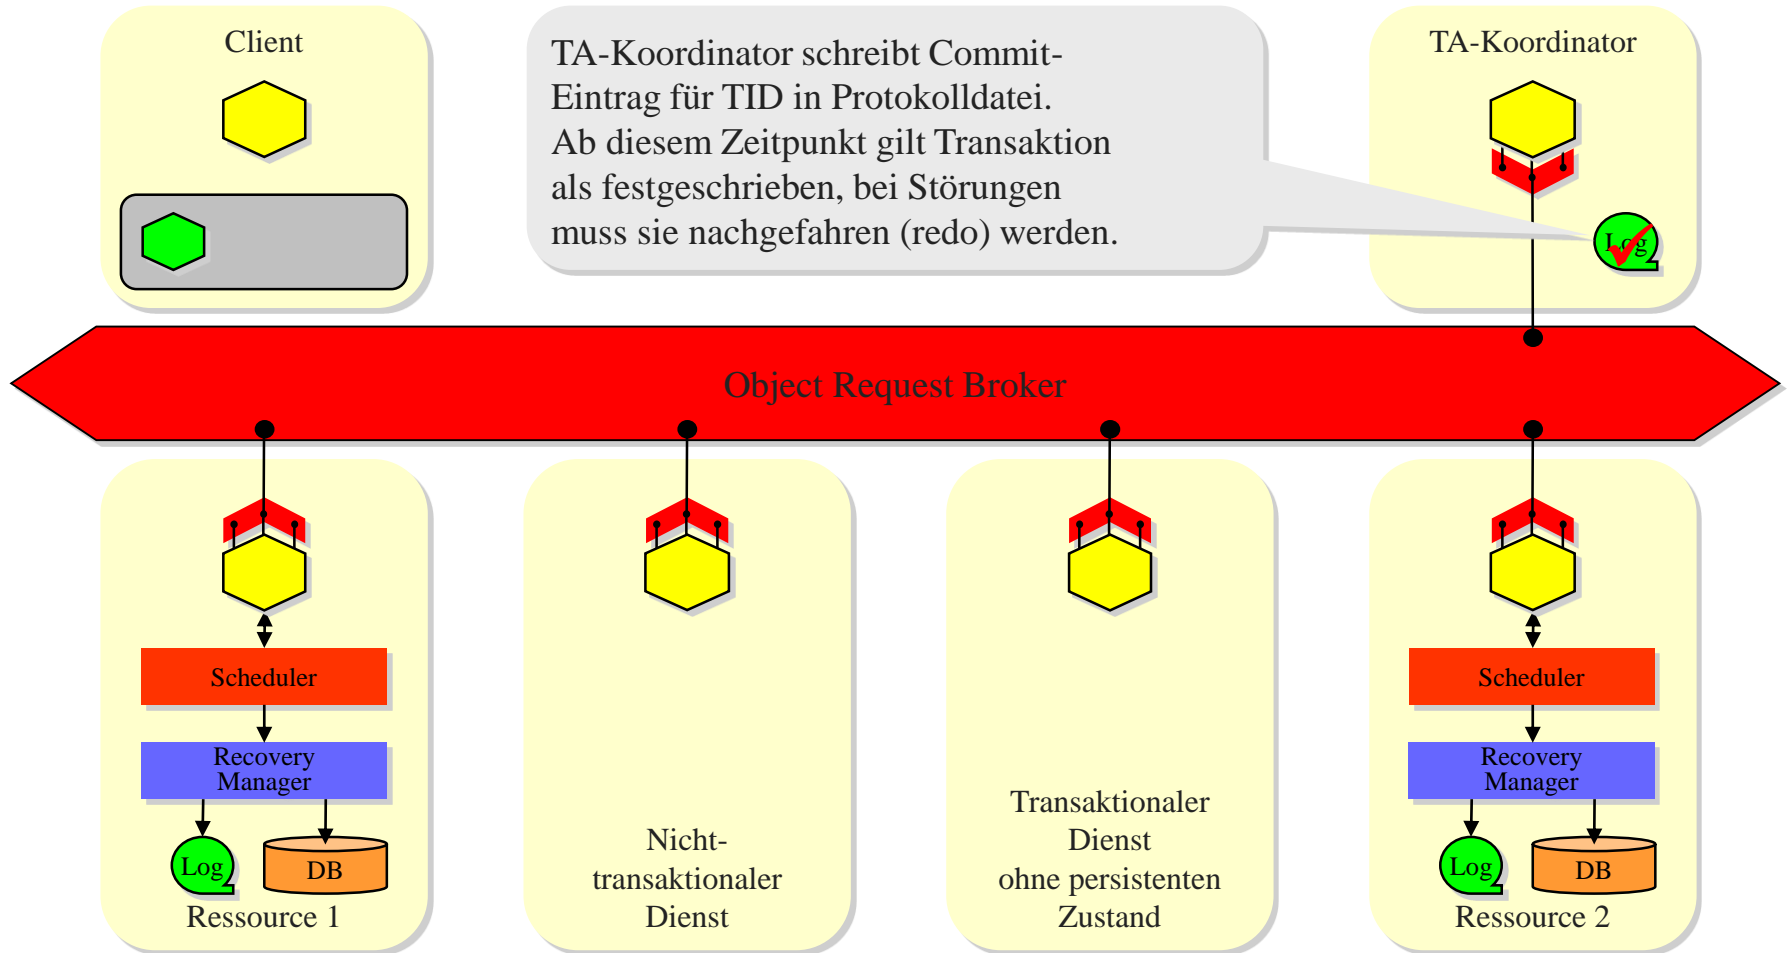 Client
TA-Koordinator schreibt Commit-
Eintrag für TID in Protokolldatei.
Ab diesem Zeitpunkt gilt Transaktion
als festgeschrieben, bei Störungen
muss sie nachgefahren (redo) werden.
TA-Koordinator
Log
Object Request Broker
Scheduler
Recovery
Manager
Log
DB
Ressource 1
Nicht-
transaktionaler
Dienst
Transaktionaler
Dienst
ohne persistenten
Zustand
Scheduler
Recovery
Manager
Log
DB
Ressource 2